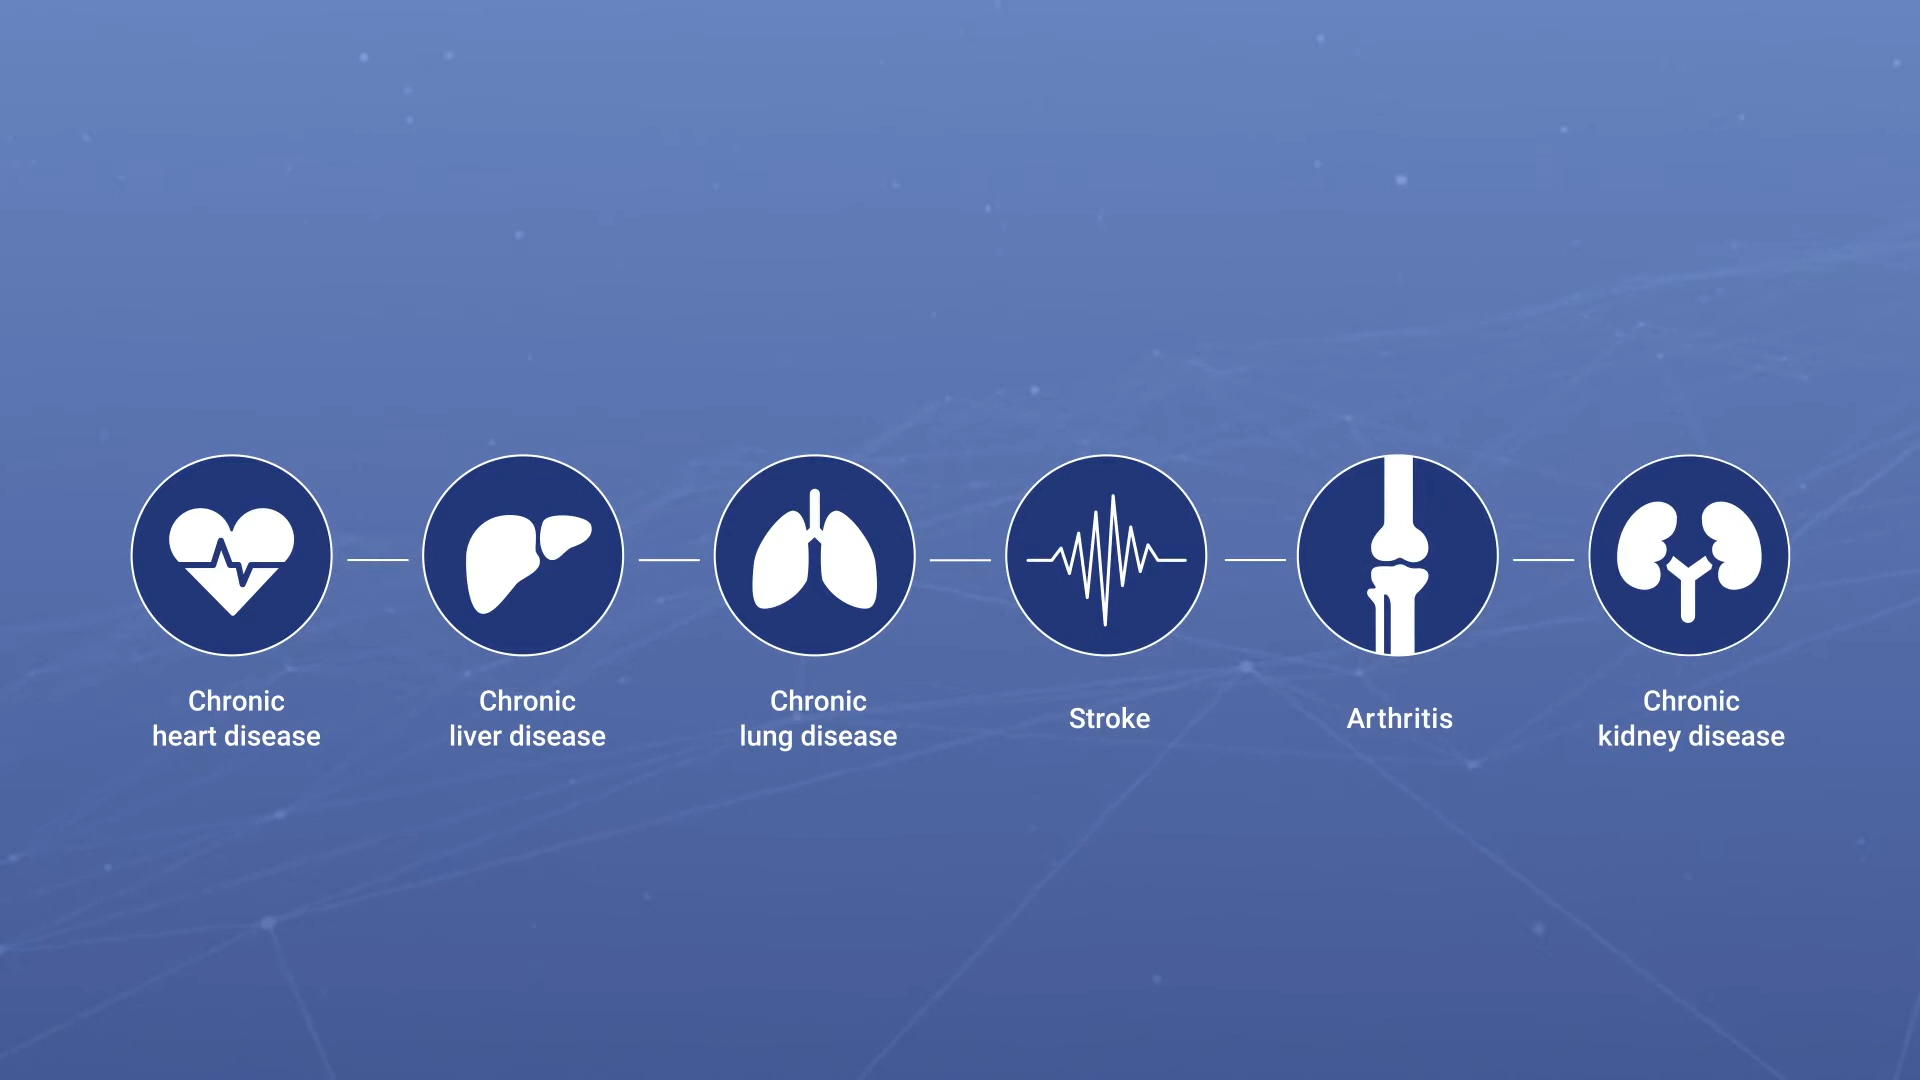 Chronic
heart disease
Chronic
liver disease
Chronic
lung disease
Stroke
Arthritis
Chronic
kidney disease